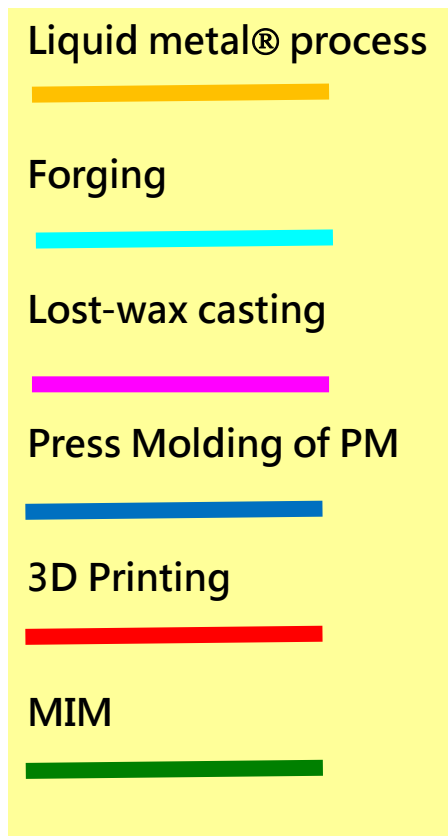 Liquid metal® process
Forging
Lost-wax casting
Press Molding of PM
3D Printing
MIM